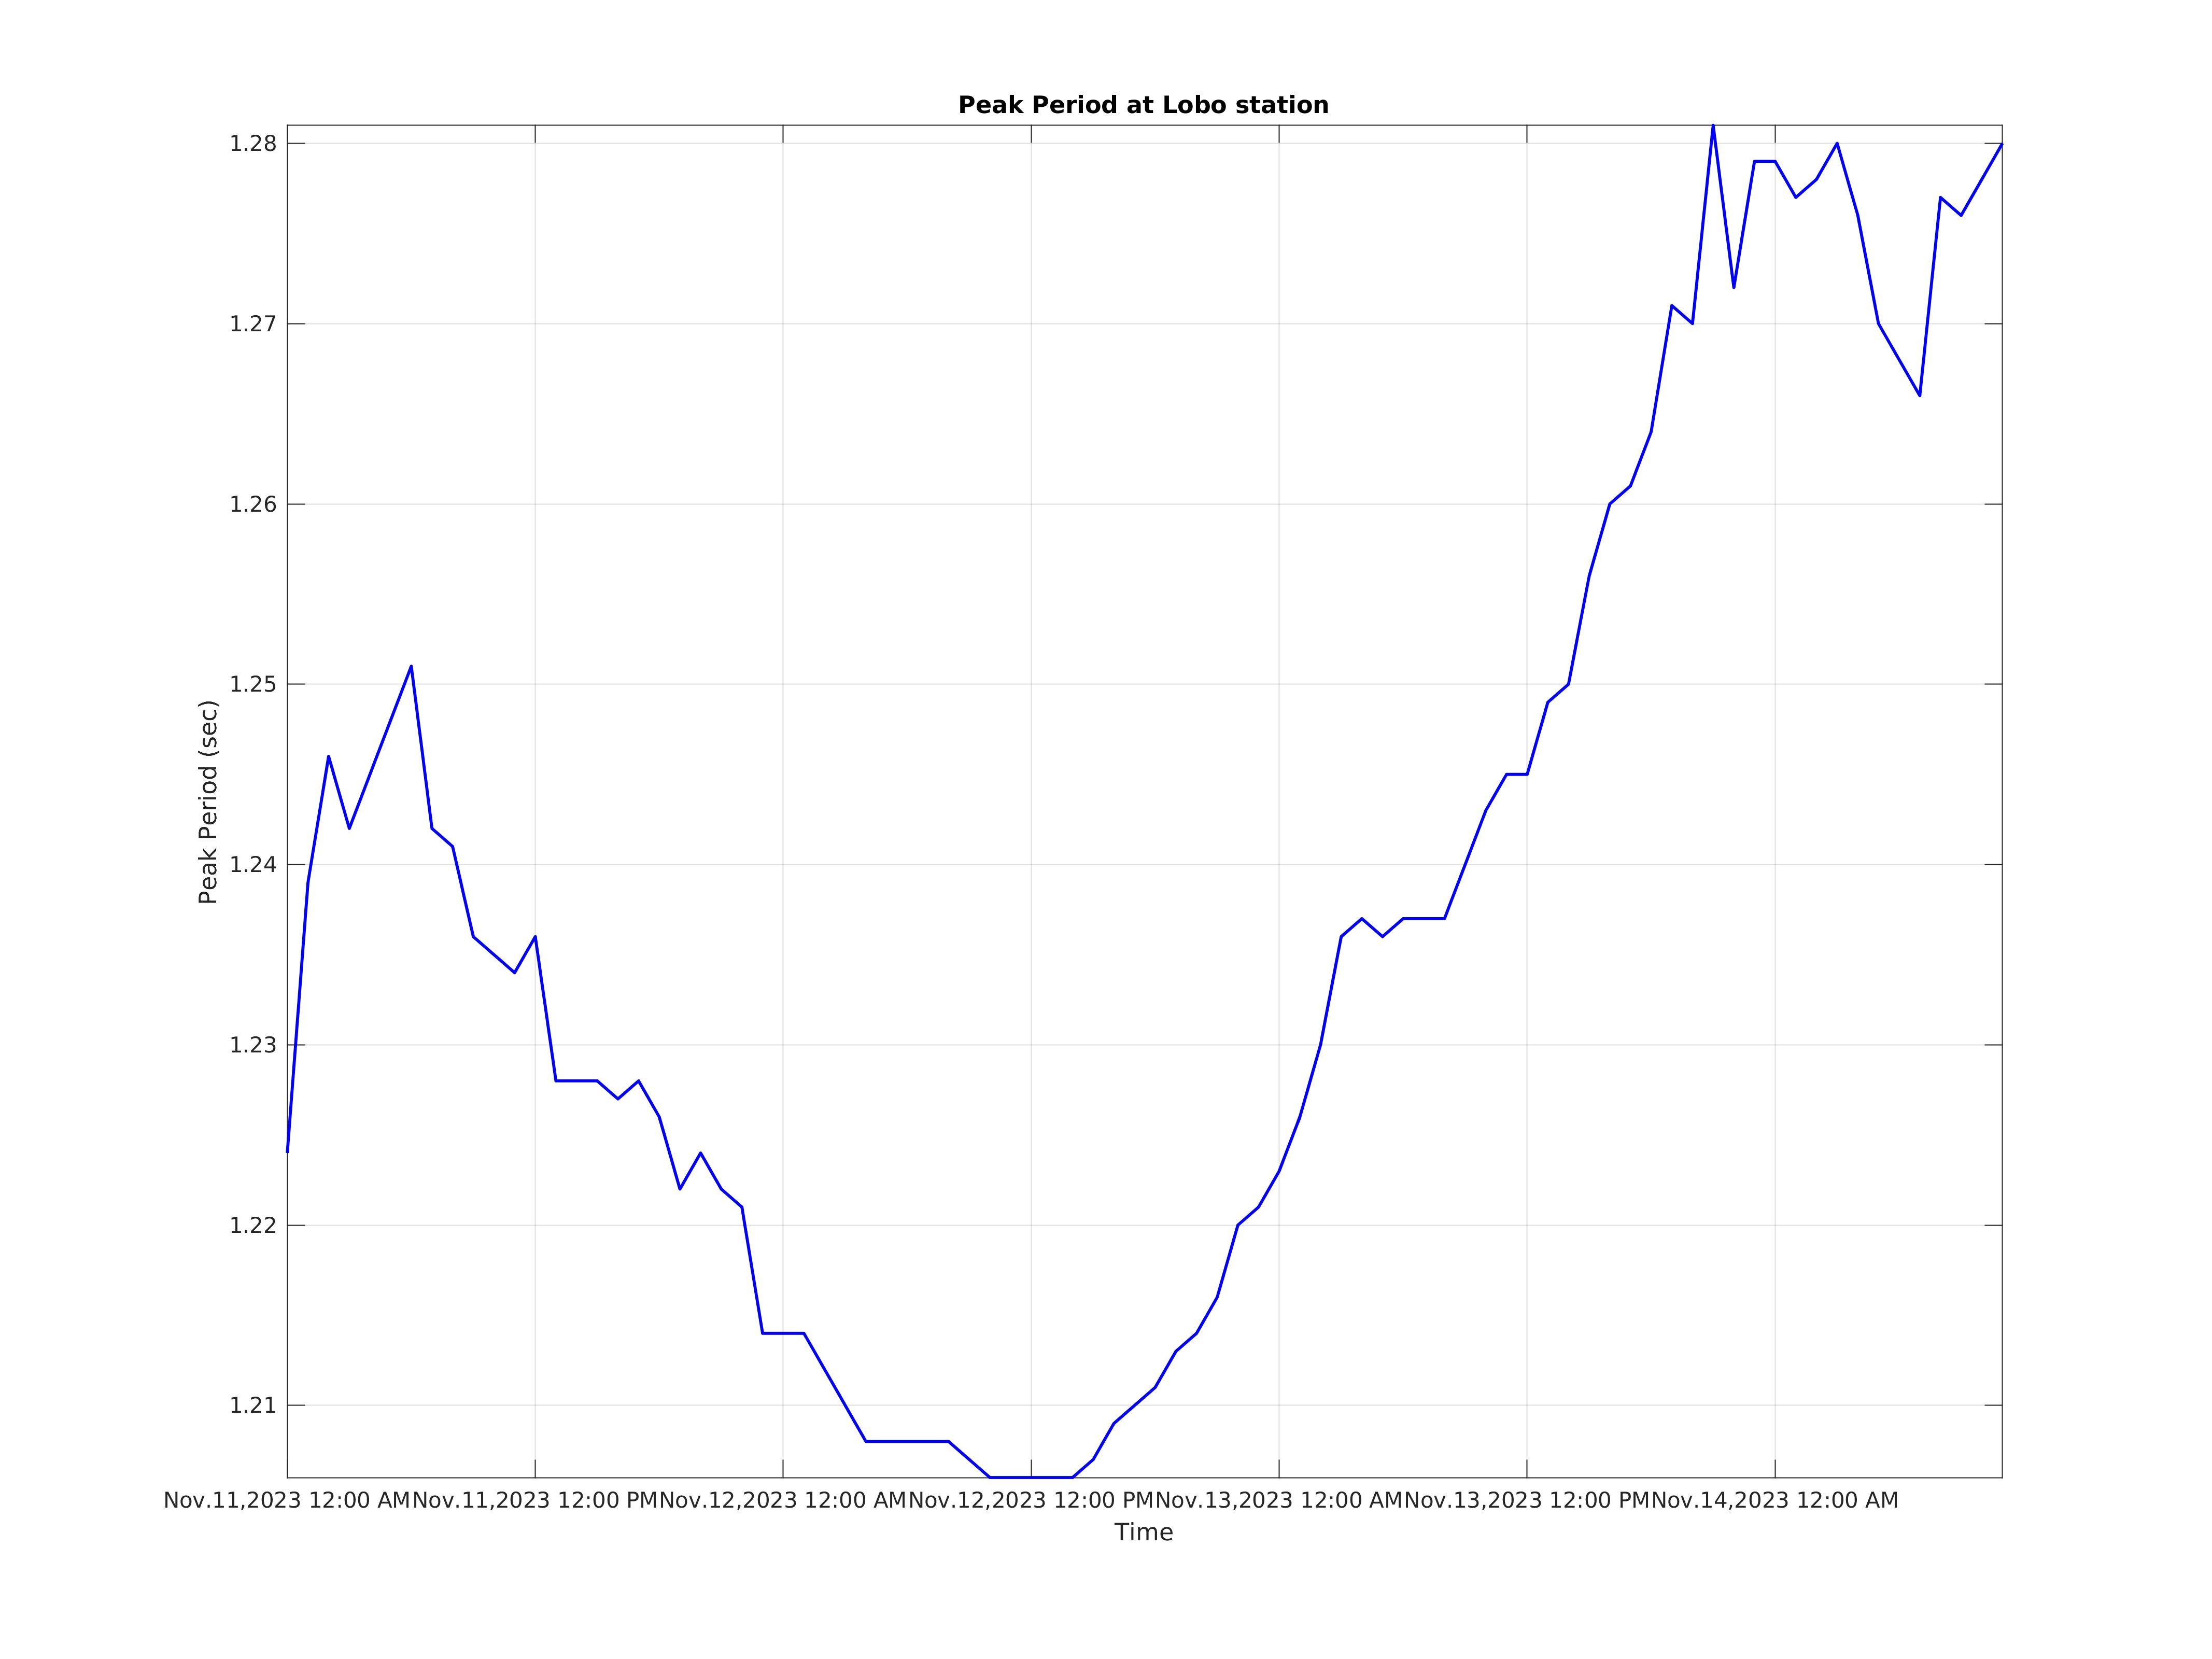 Peak Period at Lobo station
1.28
1.27
1.26
1.25
1.24
1.23
1.22
1.21
Peak Period (sec)
Nov.11,2023 12:00 AM Nov.11,2023 12:00 PM Nov.12,2023 12:00 AM Nov.12,2023 12:00 PM Nov.13,2023 12:00 AM Nov.13,2023 12:00 PM Nov.14,2023 12:00 AM
Time